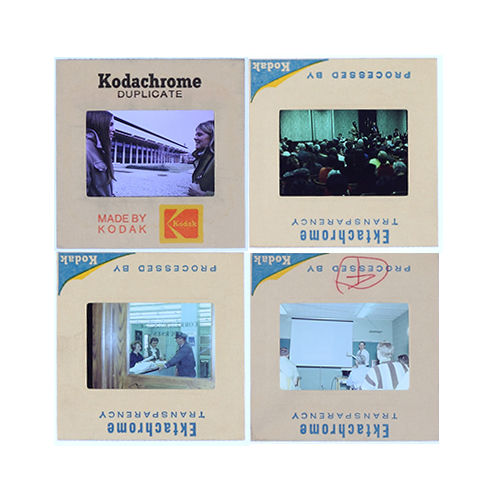 Kodachrome
DUPLICATE
MADE BY
KODAK
Kodak
Kodak
PROCESSED BY
TRANSPARENCY
Ektachrome
Kodak
PROCESSED BY
TRANSPARENCY
Ektachrome
Kodak
PROCESSED BY
TRANSPARENCY
Ektachrome